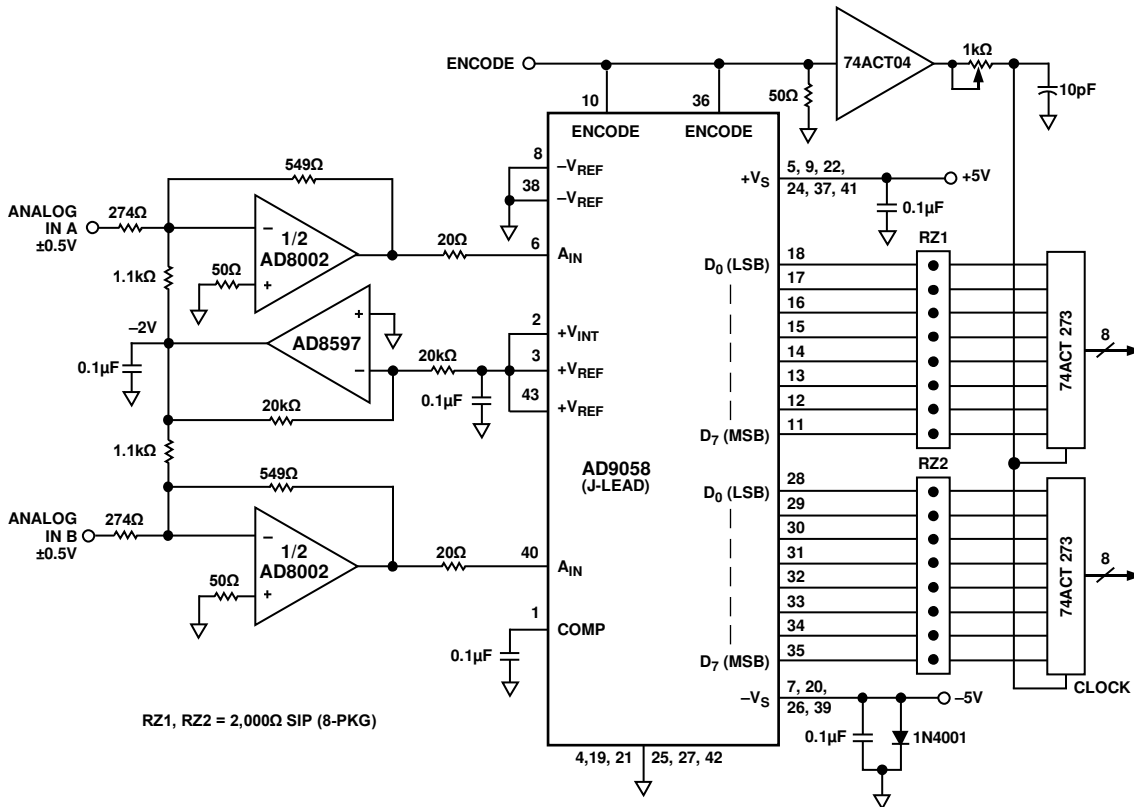 ENCODE
10
36
74ACT04
1kΩ
50Ω
10pF
ENCODE
ENCODE
8
–VREF
38
–VREF
+VS
5, 9, 22,
24, 37, 41
+5V
0.1µF
549Ω
ANALOG
IN A
±0.5V
274Ω
1/2
AD8002
–
+
50Ω
20Ω
6
AIN
1.1kΩ
–2V
0.1µF
AD8597
+
–
20kΩ
20kΩ
0.1µF
2
+VINT
3
+VREF
43
+VREF
D0 (LSB)
18
17
16
15
14
13
12
11
D7 (MSB)
RZ1
74ACT 273
8
1.1kΩ
549Ω
ANALOG
IN B
±0.5V
274Ω
1/2
AD8002
–
+
50Ω
20Ω
40
AIN
1
COMP
0.1µF
AD9058
(J-LEAD)
D0 (LSB)
28
29
30
31
32
33
34
35
D7 (MSB)
RZ2
74ACT 273
8
CLOCK
–VS
7, 20,
26, 39
–5V
0.1µF
1N4001
4,19, 21
25, 27, 42
RZ1, RZ2 = 2,000Ω SIP (8-PKG)